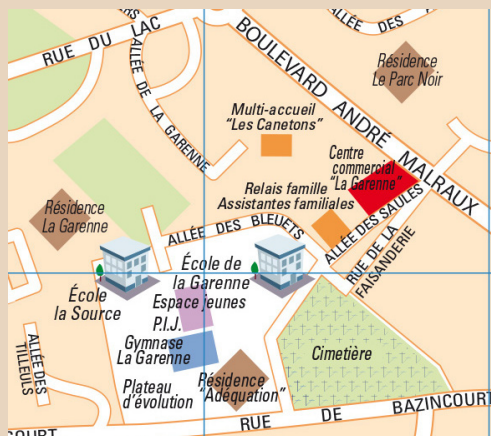 ALLÉE DES
RUE DU LAC
BOULEVARD ANDRÉ MALRAUX
ALLÉE DE LA GARENNE
Résidence
Le Parc Noir
Multi-accueil
"Les Canetons"
Centre
commercial
"La Garenne"
Relais famille
Assistantes familiales
Résidence
La Garenne
ALLÉE DES BLEUETS
ALLÉE DES SAULES
RUE DE LA
FAISANDERIE
École
la Source
École de
la Garenne
Espace jeunes
P.I.J.
Gymnase
La Garenne
Cimetière
ALLÉE DES
TILLEULS
Plateau
d'évolution
Résidence
"Adéquation"
RUE DE BAZINCOURT
COURT